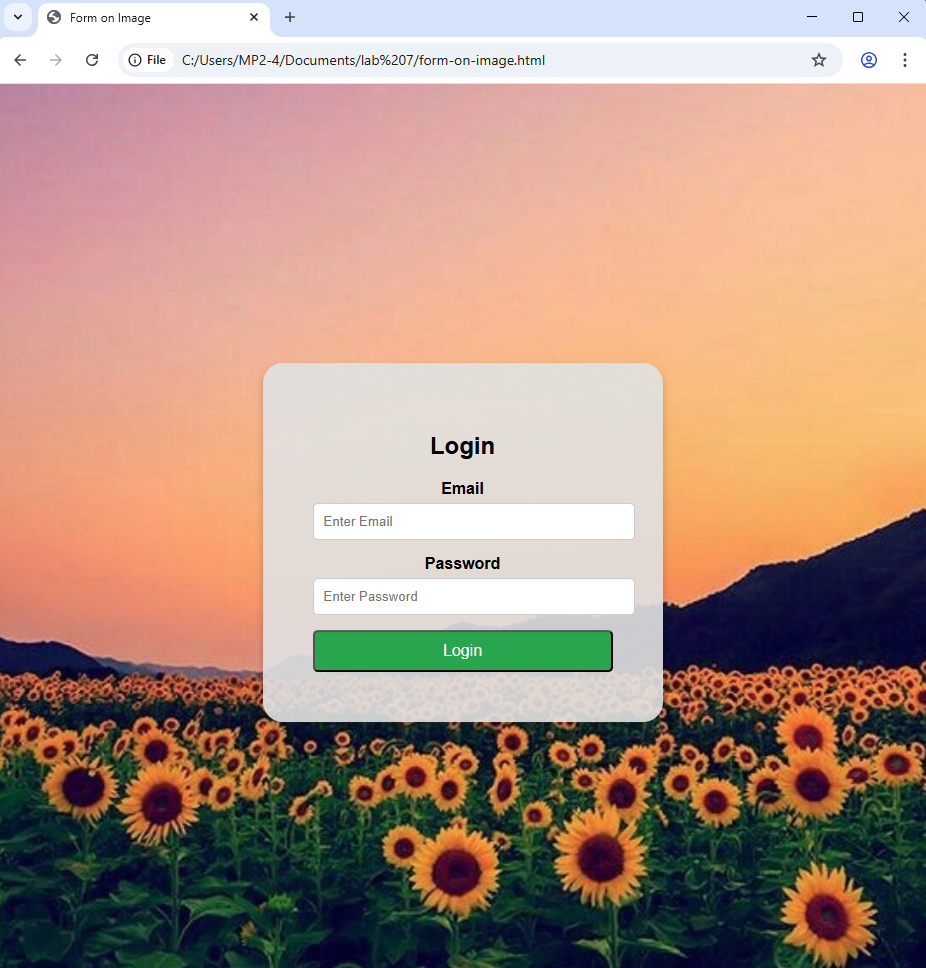 Form on Image
File
C:/Users/MP2-4/Documents/lab%207/form-on-image.html
Login
Email
Enter Email
Password
Enter Password
Login